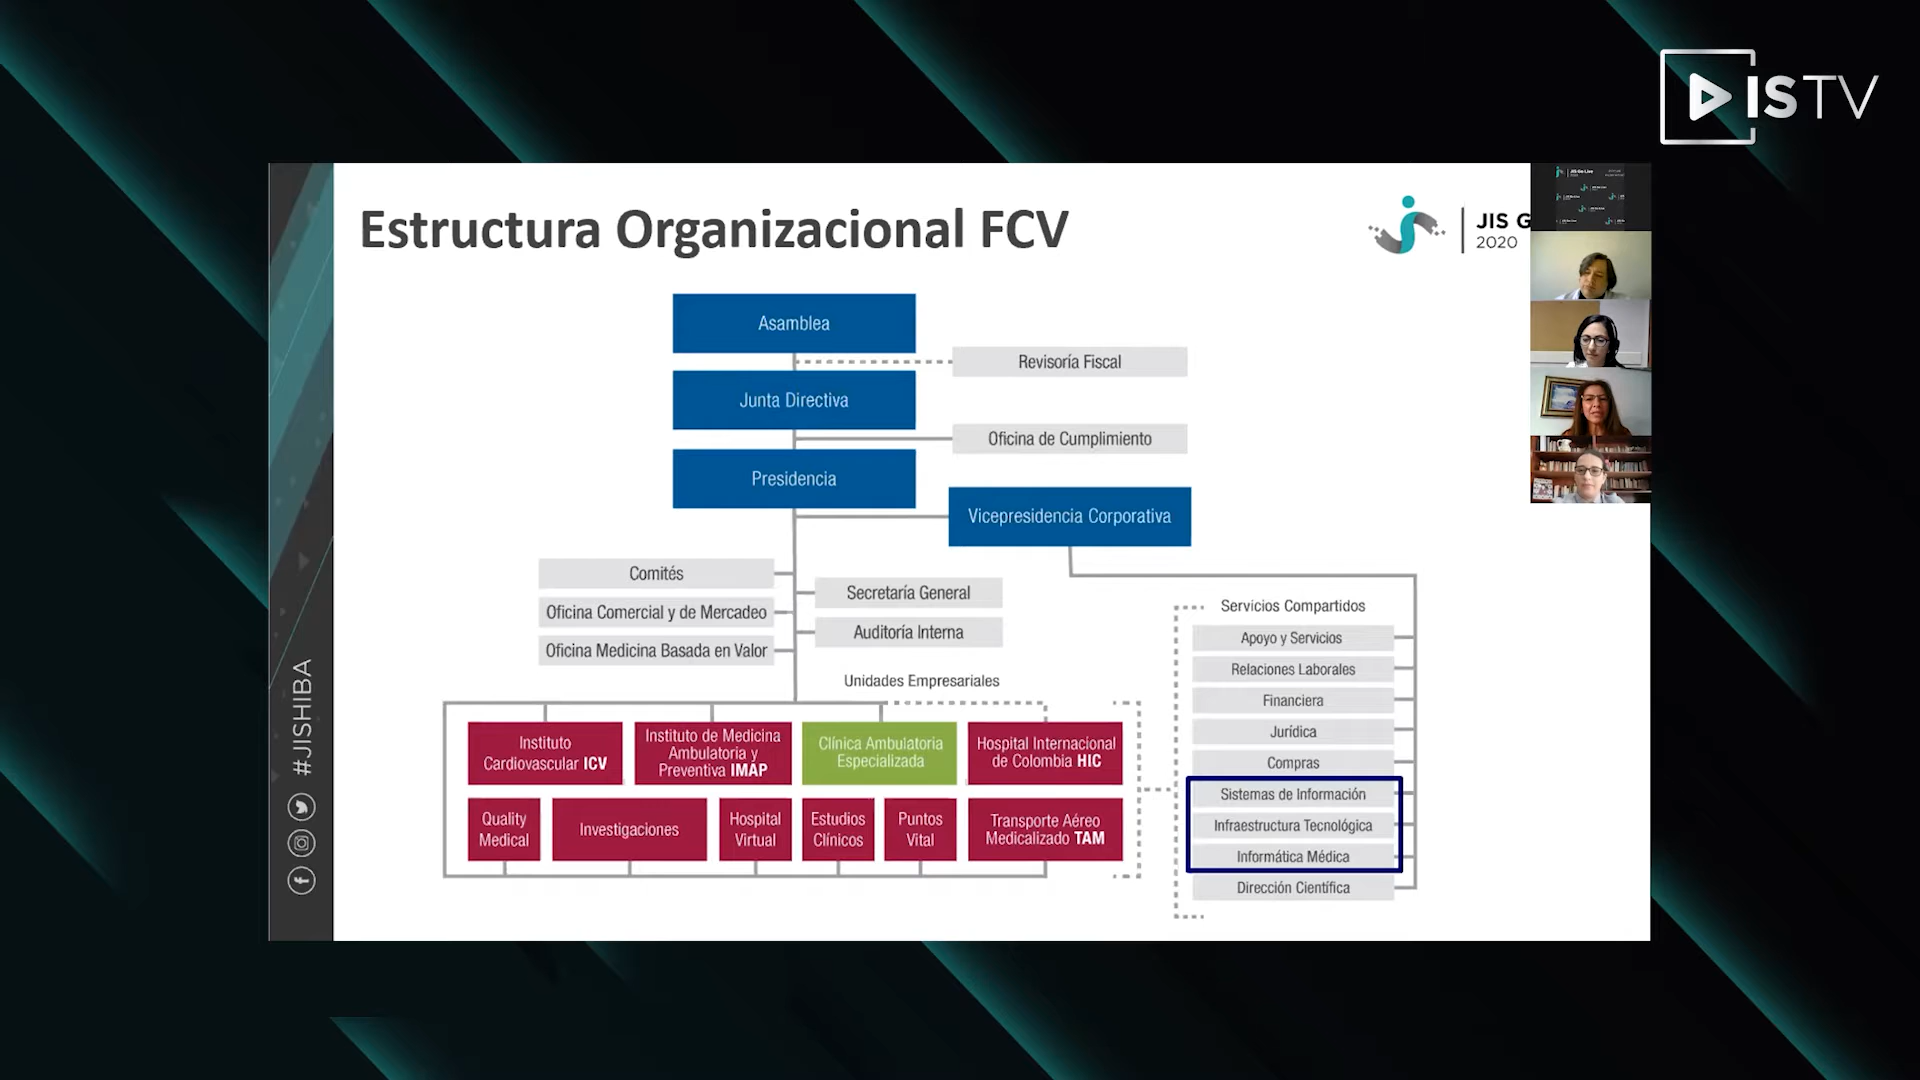 ISTV
Estructura Organizacional FCV
JIS G
2020
Asamblea
Revisoría Fiscal
Junta Directiva
Oficina de Cumplimiento
Presidencia
Vicepresidencia Corporativa
Comités
Secretaría General
Oficina Comercial y de Mercadeo
Auditoría Interna
Oficina Medicina Basada en Valor
Unidades Empresariales
Instituto
Cardiovascular ICV
Instituto de Medicina
Ambulatoria y
Preventiva IMAP
Clínica Ambulatoria
Especializada
Hospital Internacional
de Colombia HIC
Quality
Medical
Investigaciones
Hospital
Virtual
Estudios
Clínicos
Puntos
Vital
Transporte Aéreo
Medicalizado TAM
Servicios Compartidos
Apoyo y Servicios
Relaciones Laborales
Financiera
Jurídica
Compras
Sistemas de Información
Infraestructura Tecnológica
Informática Médica
Dirección Científica
#JISHIBA